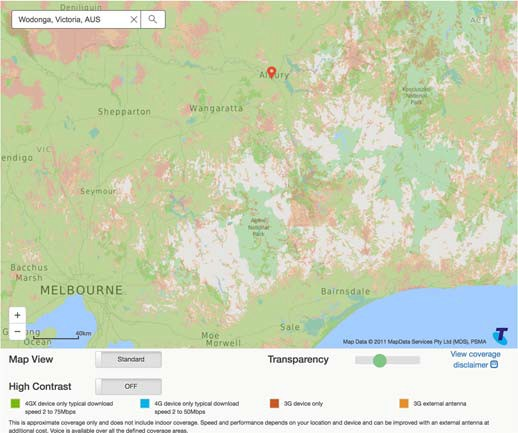 Deniliquin
Wodonga, Victoria, AUS
ACT
Albury
Kosciuszko
National
Park
Wangaratta
Shepparton
VIC
endigo
Seymour
Alpine
National
Park
Bacchus
Marsh
MELBOURNE
Bairnsdale
Sale
Moe
Morwell
Ocean
+
−
40km
Map Data © 2011 MapData Services Pty Ltd (MDS), PSMA
T
Map View
Standard
Transparency
View coverage
disclaimer
High Contrast
OFF
4GX device only typical download
speed 2 to 75Mbps
4G device only typical download
speed 2 to 50Mbps
3G device only
3G external antenna
This is approximate coverage only and does not include indoor coverage. Speed and performance depends on your location and device and can be improved with an external antenna at
additional cost. Voice is available over all the defined coverage areas.